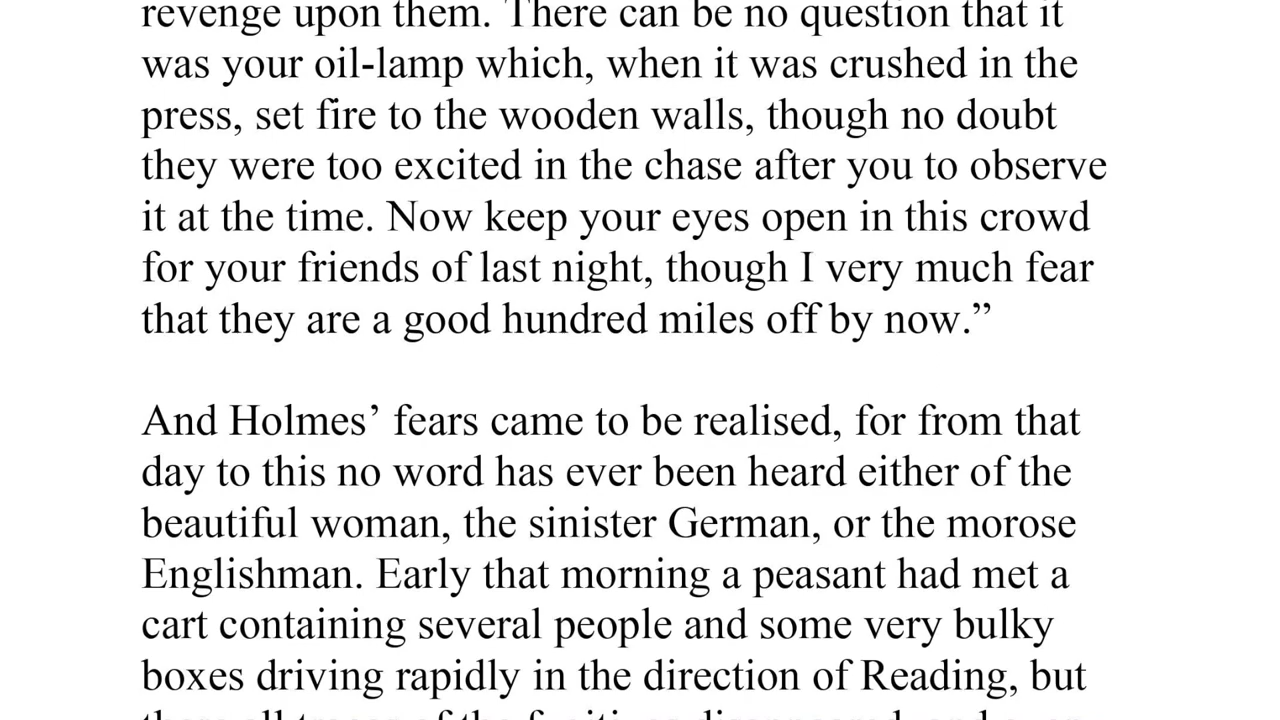 revenge upon them. There can be no question that it
was your oil-lamp which, when it was crushed in the
press, set fire to the wooden walls, though no doubt
they were too excited in the chase after you to observe
it at the time. Now keep your eyes open in this crowd
for your friends of last night, though I very much fear
that they are a good hundred miles off by now.”
And Holmes’ fears came to be realised, for from that
day to this no word has ever been heard either of the
beautiful woman, the sinister German, or the morose
Englishman. Early that morning a peasant had met a
cart containing several people and some very bulky
boxes driving rapidly in the direction of Reading, but